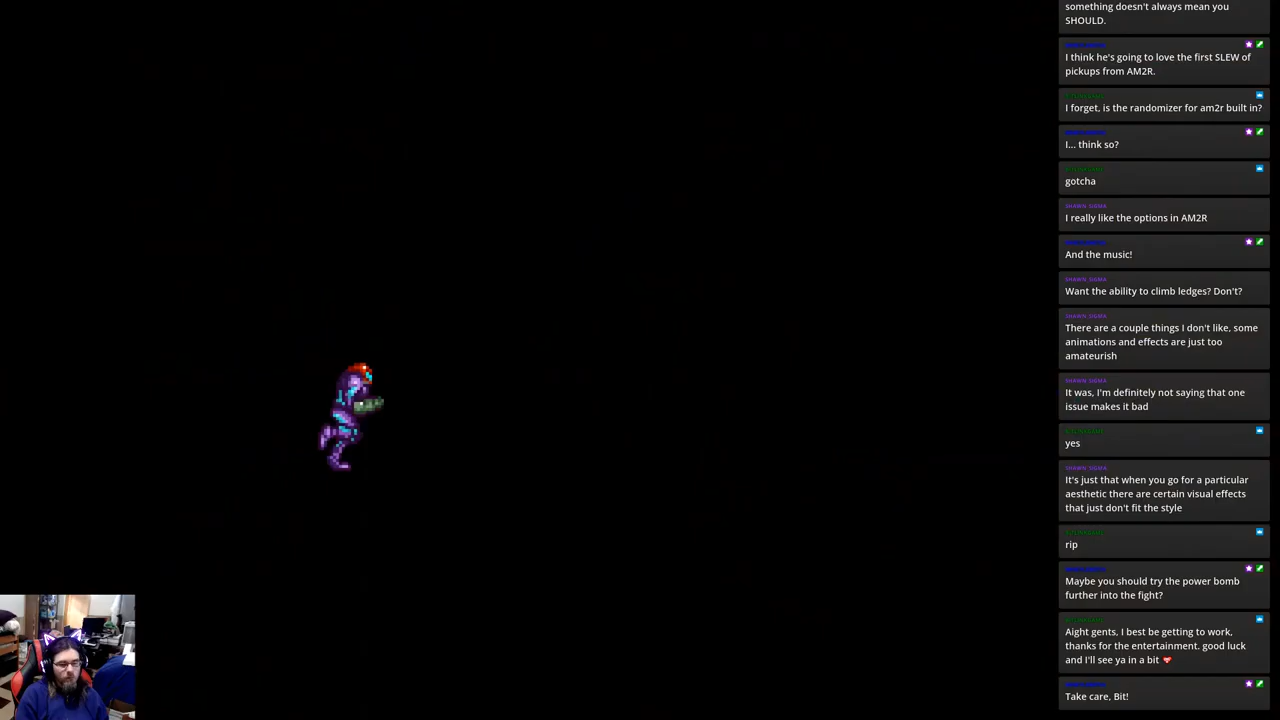 something doesn't always mean you
SHOULD.
I think he's going to love the first SLEW of
pickups from AM2R.
I forget, is the randomizer for am2r built in?
I... think so?
gotcha
SHAWN_SIGMA
I really like the options in AM2R
And the music!
SHAWN_SIGMA
Want the ability to climb ledges? Don't?
SHAWN_SIGMA
There are a couple things I don't like, some
animations and effects are just too
amateurish
SHAWN_SIGMA
It was, I'm definitely not saying that one
issue makes it bad
yes
SHAWN_SIGMA
It's just that when you go for a particular
aesthetic there are certain visual effects
that just don't fit the style
rip
Maybe you should try the power bomb
further into the fight?
Aight gents, I best be getting to work,
thanks for the entertainment. good luck
and I'll see ya in a bit
Take care, Bit!